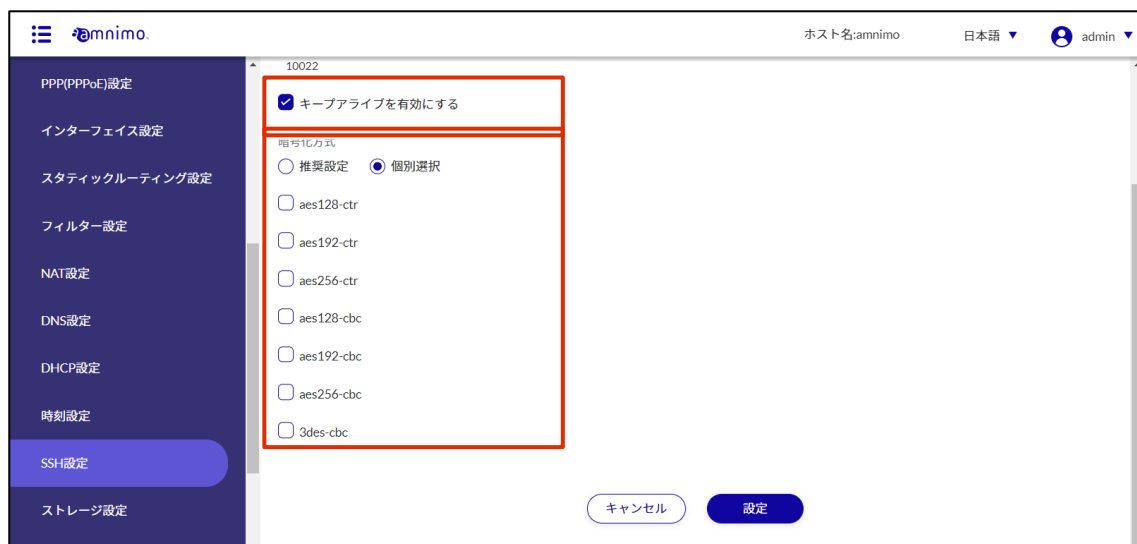 amnimo.
ホスト名:amnimo
日本語 ▼
admin ▼
PPP(PPPoE)設定
インターフェイス設定
スタティックルーティング設定
フィルター設定
NAT設定
DNS設定
DHCP設定
時刻設定
SSH設定
ストレージ設定
10022
キープアライブを有効にする
暗号化方式
推奨設定 個別選択
aes128-ctr
aes192-ctr
aes256-ctr
aes128-cbc
aes192-cbc
aes256-cbc
3des-cbc
キャンセル 設定